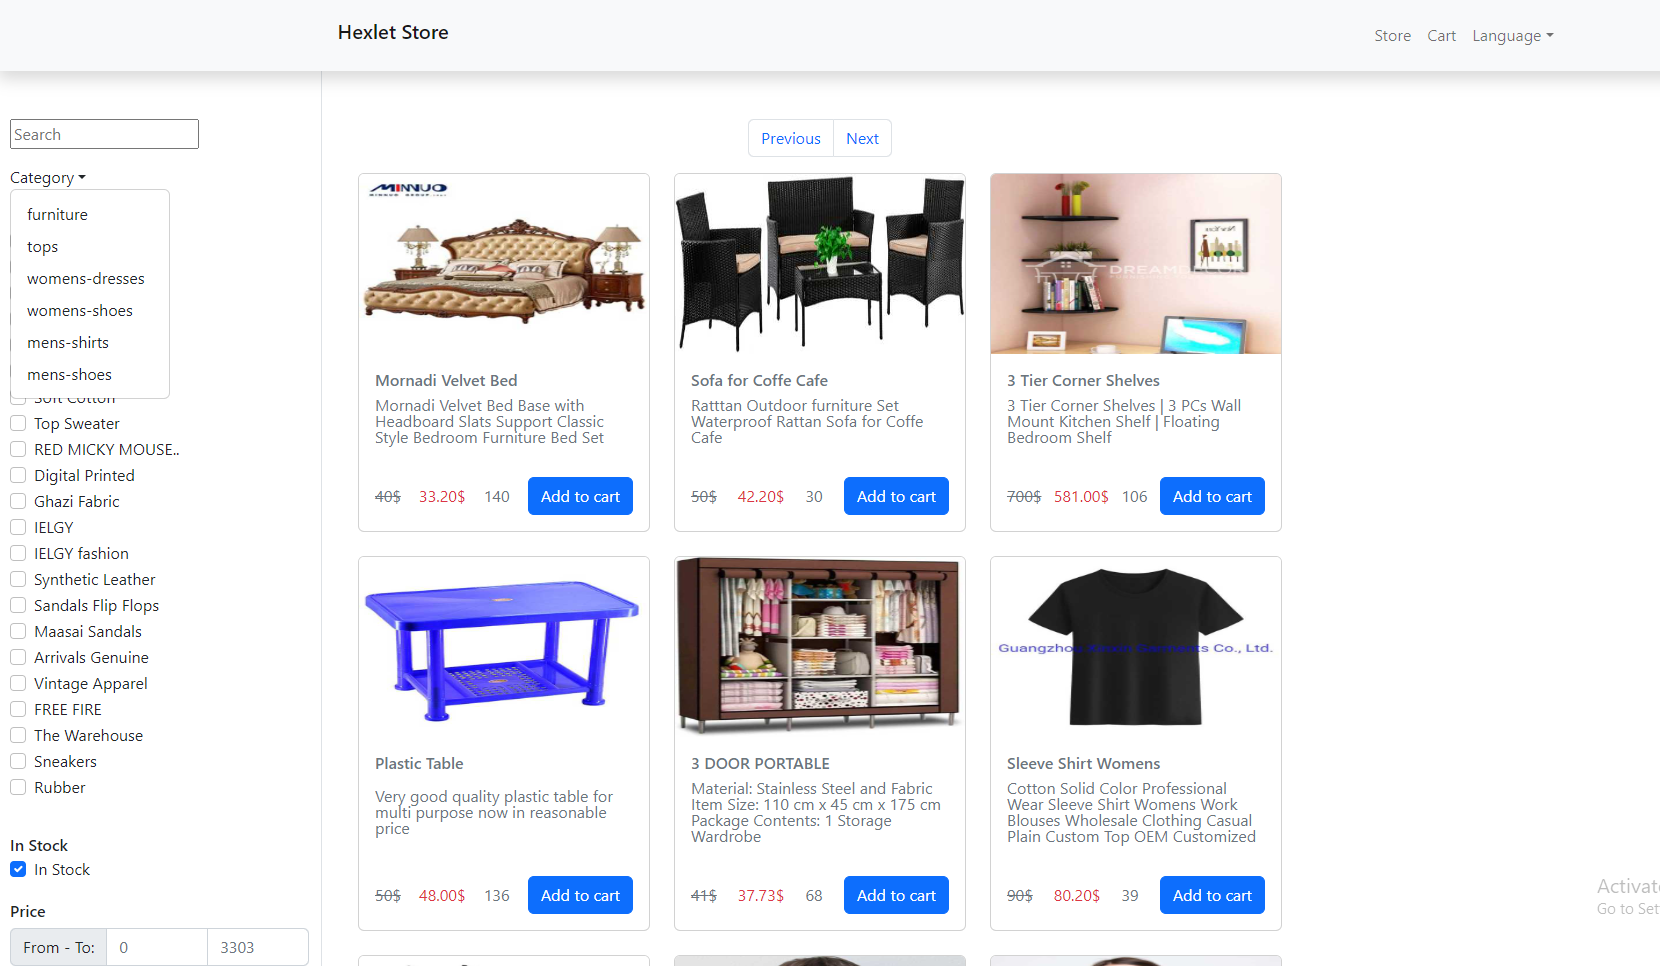 Hexlet Store
Store Cart Language
Search
Category
furniture
tops
womens-dresses
womens-shoes
mens-shirts
mens-shoes
Soft Cotton
Top Sweater
RED MICKY MOUSE..
Digital Printed
Ghazi Fabric
IELGY
IELGY fashion
Synthetic Leather
Sandals Flip Flops
Maasai Sandals
Arrivals Genuine
Vintage Apparel
FREE FIRE
The Warehouse
Sneakers
Rubber
In Stock
In Stock
Price
From - To: 0 3303
Previous Next
MINNUO
Mornadi Velvet Bed
Mornadi Velvet Bed Base with
Headboard Slats Support Classic
Style Bedroom Furniture Bed Set
40$ 33.20$ 140 Add to cart
Sofa for Coffe Cafe
Ratttan Outdoor furniture Set
Waterproof Rattan Sofa for Coffe
Cafe
50$ 42.20$ 30 Add to cart
DREAM
3 Tier Corner Shelves
3 Tier Corner Shelves | 3 PCs Wall
Mount Kitchen Shelf | Floating
Bedroom Shelf
700$ 581.00$ 106 Add to cart
Plastic Table
Very good quality plastic table for
multi purpose now in reasonable
price
50$ 48.00$ 136 Add to cart
3 DOOR PORTABLE
Material: Stainless Steel and Fabric
Item Size: 110 cm x 45 cm x 175 cm
Package Contents: 1 Storage
Wardrobe
41$ 37.73$ 68 Add to cart
Garments Co., Ltd.
Sleeve Shirt Womens
Cotton Solid Color Professional
Wear Sleeve Shirt Womens Work
Blouses Wholesale Clothing Casual
Plain Custom Top OEM Customized
90$ 80.20$ 39 Add to cart
Activate
Go to Set